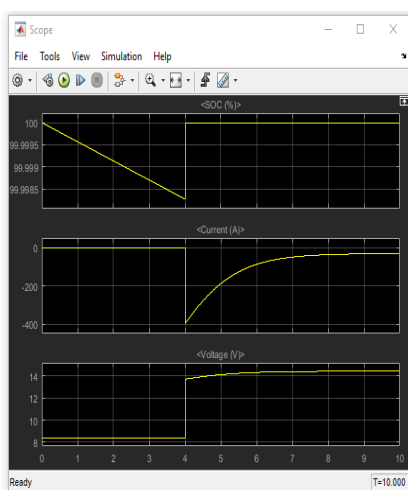 Scope
File Tools View Simulation Help
<SOC (%)>
100
99.9995
99.999
99.9985
<Current (A)>
0
-200
-400
<Voltage (V)>
14
12
10
8
0 1 2 3 4 5 6 7 8 9 10
Ready T=10.000